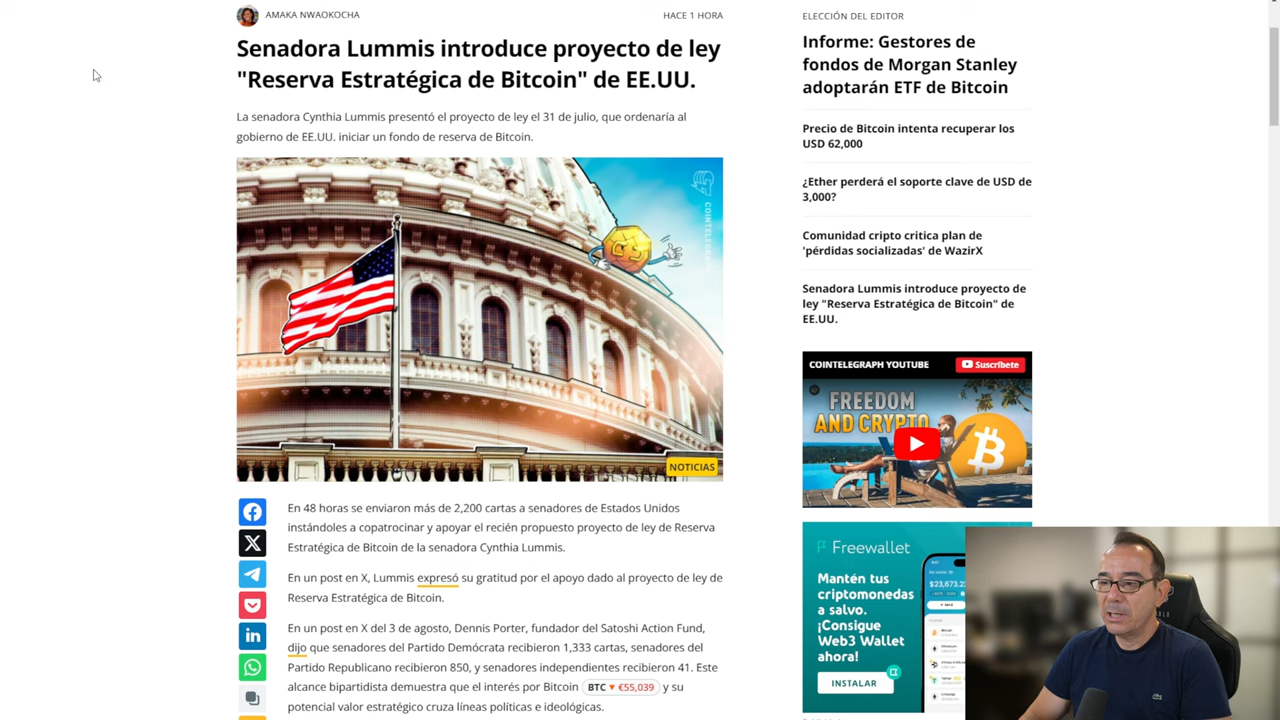 AMAKA NWAOKOCHA
HACE 1 HORA
Senadora Lummis introduce proyecto de ley
"Reserva Estratégica de Bitcoin" de EE.UU.
La senadora Cynthia Lummis presentó el proyecto de ley el 31 de julio, que ordenaría al
gobierno de EE.UU. iniciar un fondo de reserva de Bitcoin.
COINTELEGRAPH
NOTICIAS
En 48 horas se enviaron más de 2,200 cartas a senadores de Estados Unidos
instándoles a copatrocinar y apoyar el recién propuesto proyecto de ley de Reserva
Estratégica de Bitcoin de la senadora Cynthia Lummis.
En un post en X, Lummis expresó su gratitud por el apoyo dado al proyecto de ley de
Reserva Estratégica de Bitcoin.
En un post en X del 3 de agosto, Dennis Porter, fundador del Satoshi Action Fund,
dijo que senadores del Partido Demócrata recibieron 1,333 cartas, senadores del
Partido Republicano recibieron 850, y senadores independientes recibieron 41. Este
alcance bipartidista demuestra que el interés por Bitcoin BTC ▼ €55,039 y su
potencial valor estratégico cruza líneas políticas e ideológicas.
ELECCIÓN DEL EDITOR
Informe: Gestores de
fondos de Morgan Stanley
adoptarán ETF de Bitcoin
Precio de Bitcoin intenta recuperar los
USD 62,000
¿Ether perderá el soporte clave de USD de
3,000?
Comunidad cripto critica plan de
'pérdidas socializadas' de WazirX
Senadora Lummis introduce proyecto de
ley "Reserva Estratégica de Bitcoin" de
EE.UU.
COINTELEGRAPH YOUTUBE
Suscríbete
FREEDOM
AND CRYPTO
Freewallet
Mantén tus
criptomonedas
a salvo.
¡Consigue
Web3 Wallet
ahora!
INSTALAR
$23,673.2